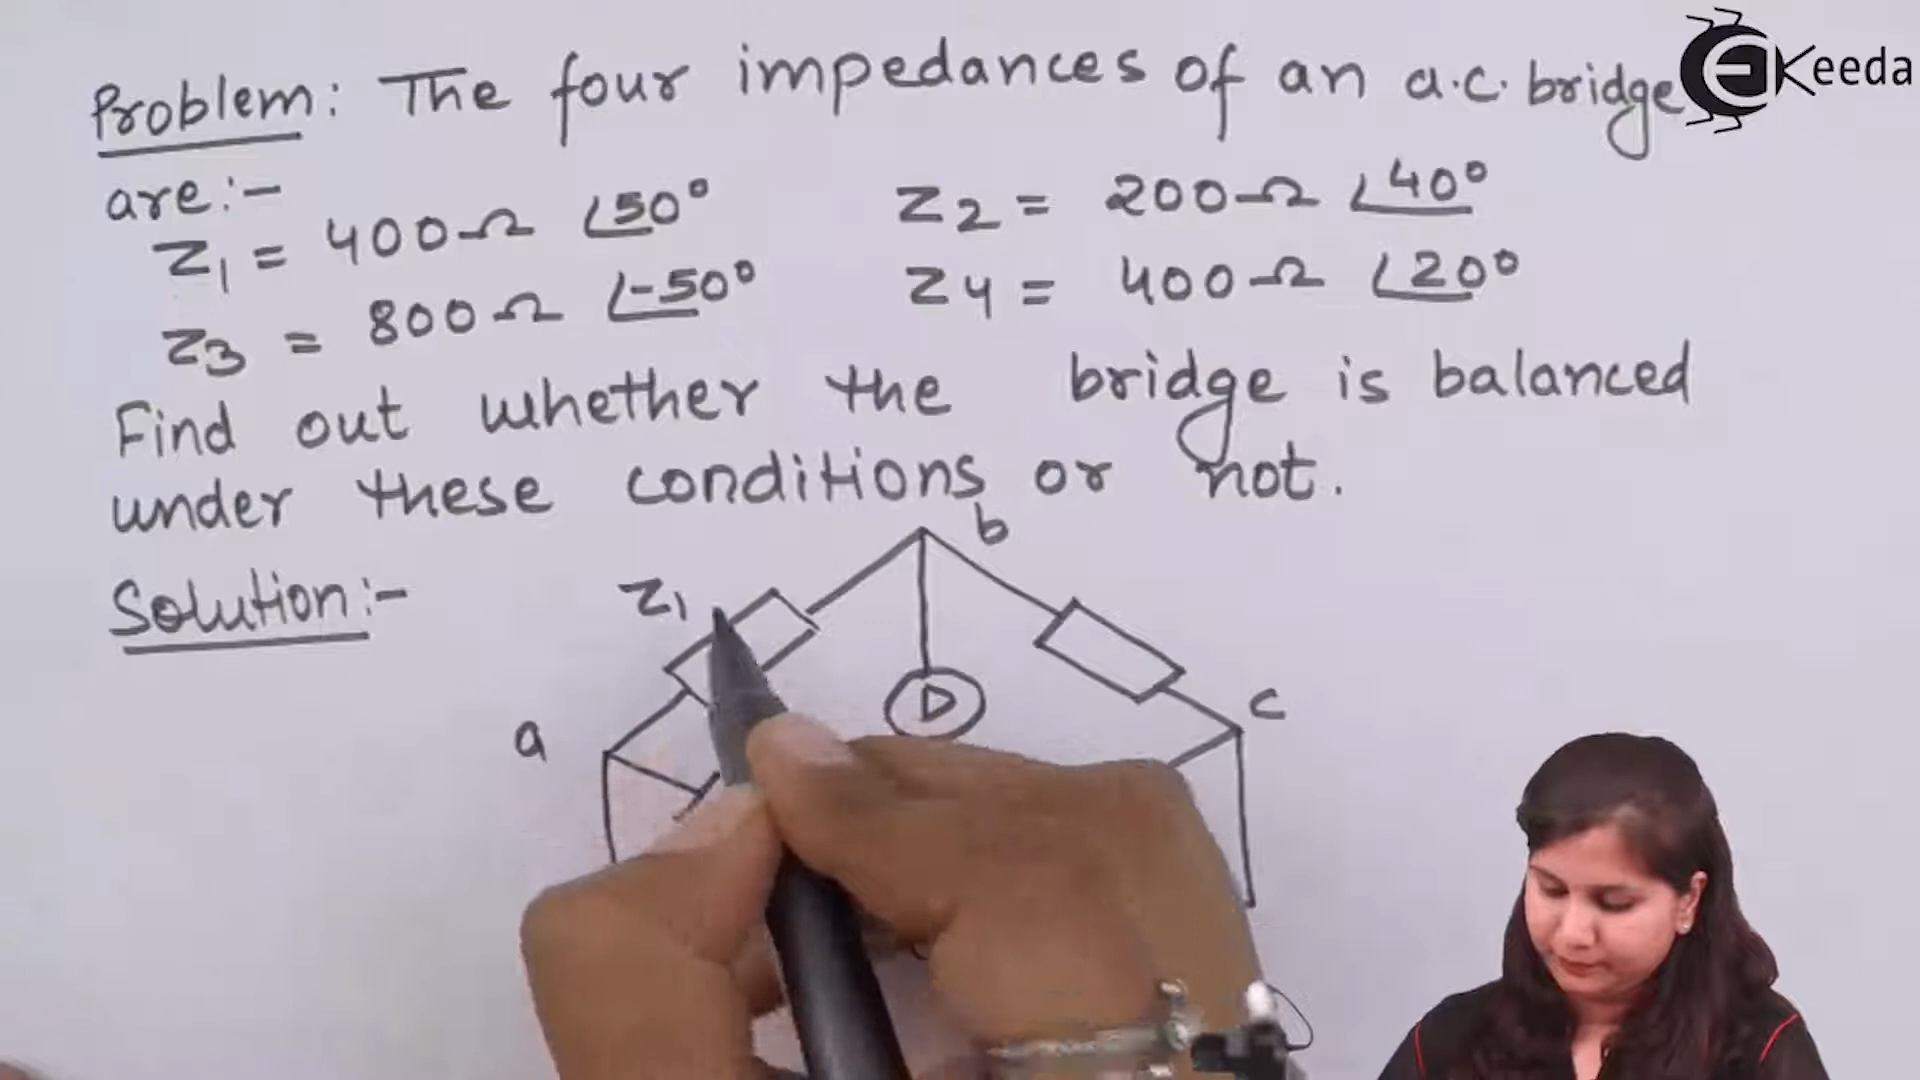 Problem: The four impedances of an a.c. bridge
EKeeda
are:-
Z1 = 400Ω ∠50° Z2 = 200Ω ∠40°
Z3 = 800Ω ∠-50° Z4 = 400Ω ∠20°
Find out whether the bridge is balanced
under these conditions or not.
Solution:-
b
Z1
a
D
c